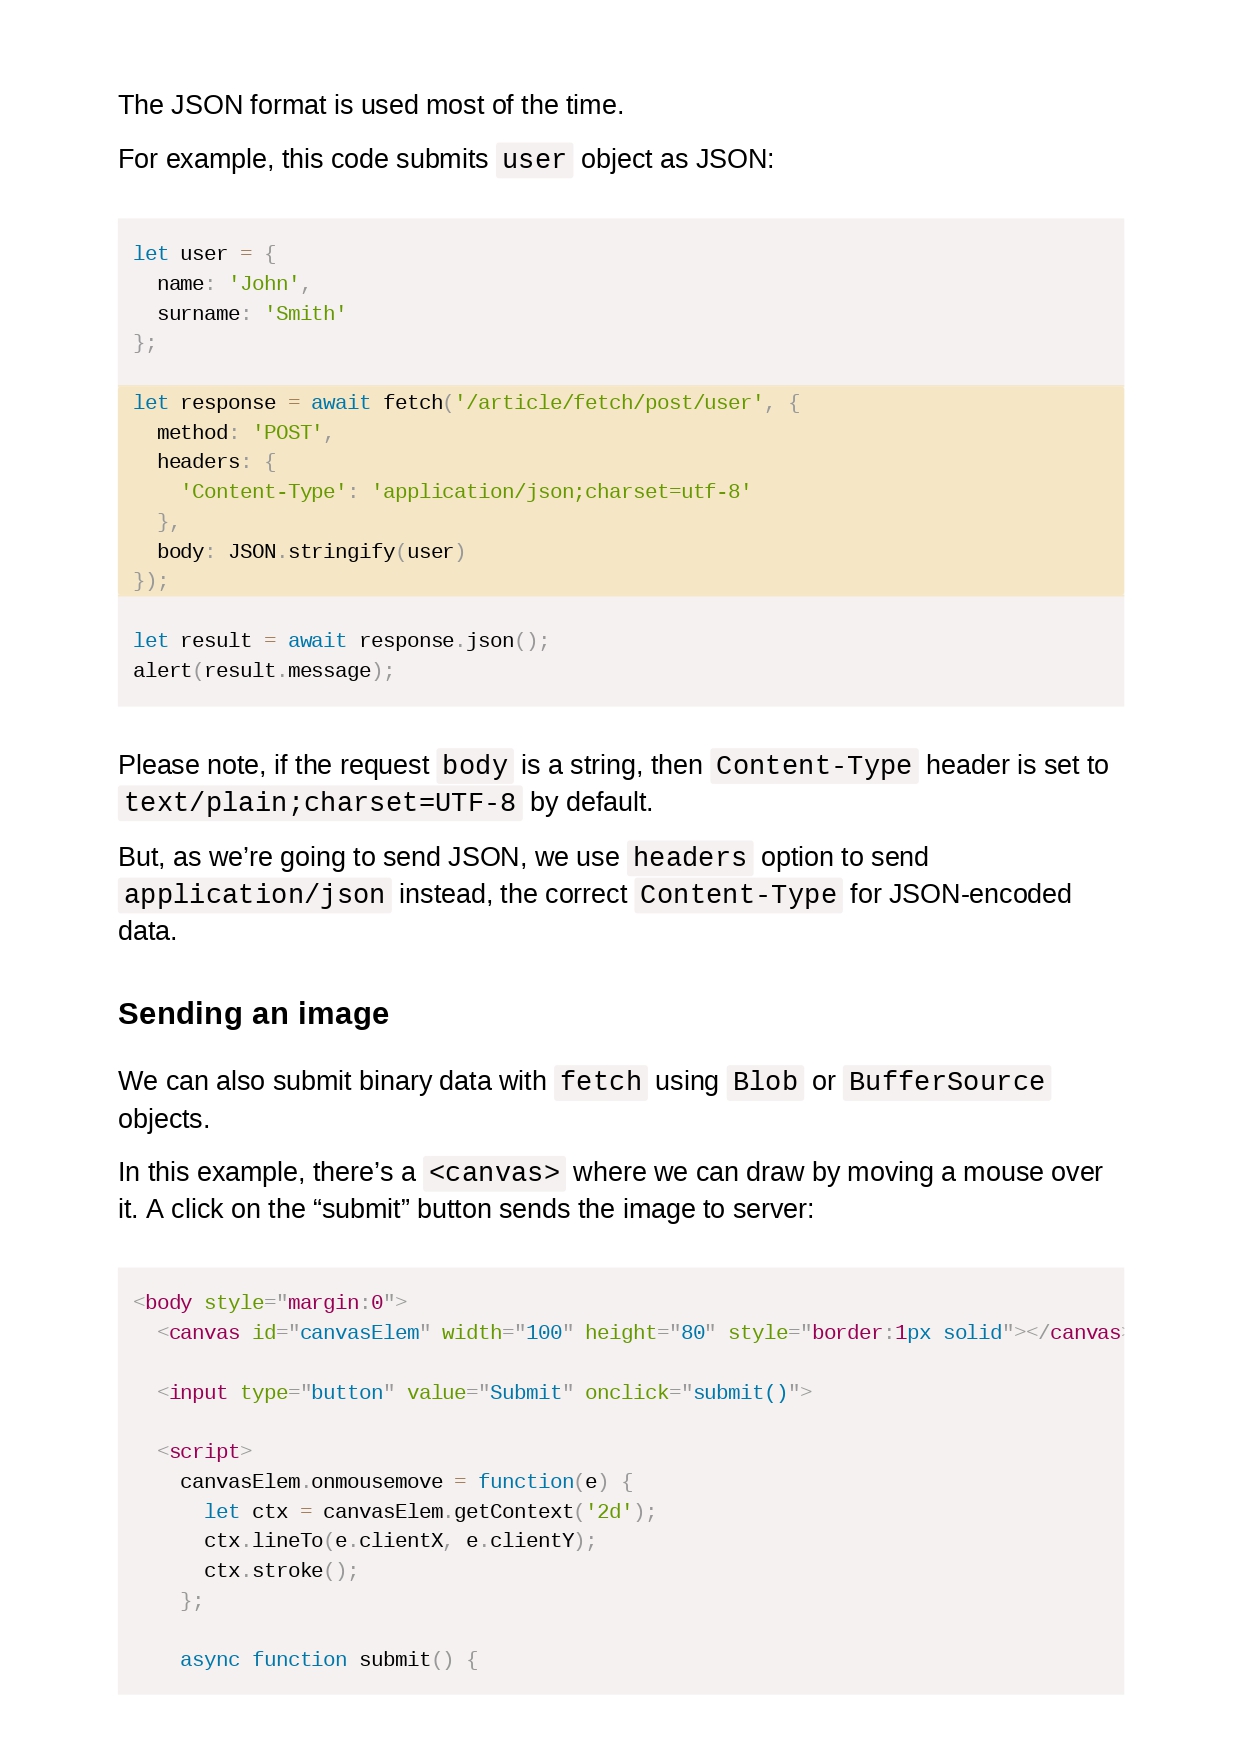 The JSON format is used most of the time.
For example, this code submits user object as JSON:
let user = {
  name: 'John',
  surname: 'Smith'
};
let response = await fetch('/article/fetch/post/user', {
  method: 'POST',
  headers: {
    'Content-Type': 'application/json;charset=utf-8'
  },
  body: JSON.stringify(user)
});
let result = await response.json();
alert(result.message);
Please note, if the request body is a string, then Content-Type header is set to
text/plain;charset=UTF-8 by default.
But, as we’re going to send JSON, we use headers option to send
application/json instead, the correct Content-Type for JSON-encoded
data.
Sending an image
We can also submit binary data with fetch using Blob or BufferSource
objects.
In this example, there’s a <canvas> where we can draw by moving a mouse over
it. A click on the “submit” button sends the image to server:
<body style="margin:0">
  <canvas id="canvasElem" width="100" height="80" style="border:1px solid"></canvas>
  <input type="button" value="Submit" onclick="submit()">
  <script>
    canvasElem.onmousemove = function(e) {
      let ctx = canvasElem.getContext('2d');
      ctx.lineTo(e.clientX, e.clientY);
      ctx.stroke();
    };
    async function submit() {